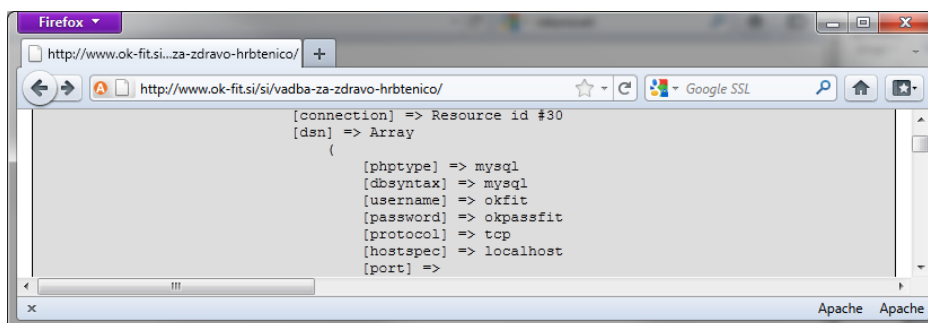 Firefox
http://www.ok-fit.si...za-zdravo-hrbtenico/ +
http://www.ok-fit.si/si/vadba-za-zdravo-hrbtenico/ Google SSL
[connection] => Resource id #30
[dsn] => Array
(
[phptype] => mysql
[dbsyntax] => mysql
[username] => okfit
[password] => okpassfit
[protocol] => tcp
[hostspec] => localhost
[port] =>
x Apache Apache